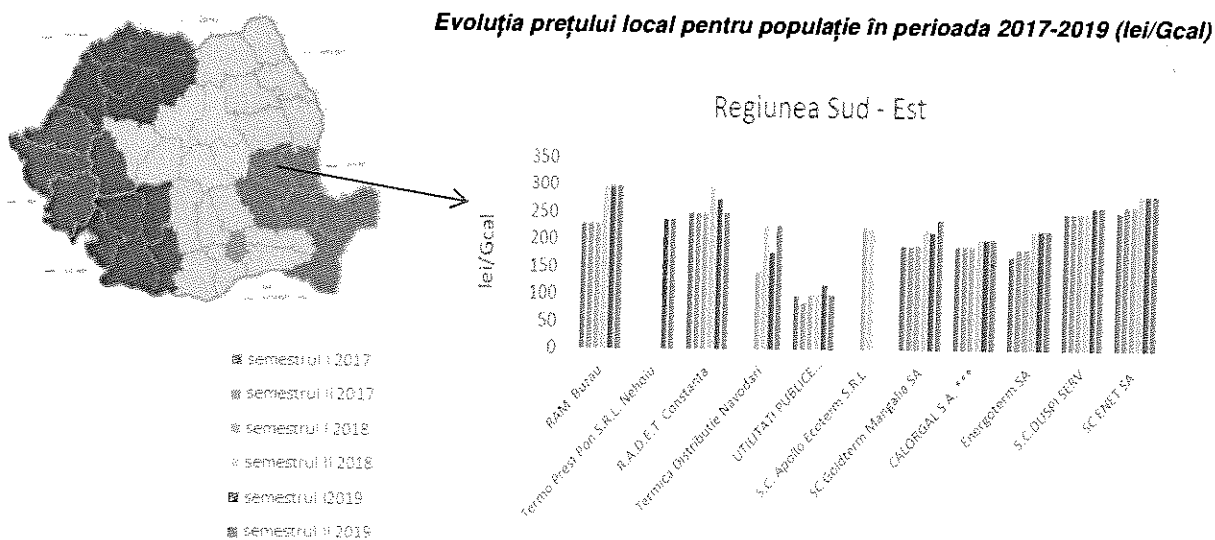 Evoluția prețului local pentru populație în perioada 2017-2019 (lei/Gcal)
Regiunea Sud - Est
lei/Gcal
350
300
250
200
150
100
50
0
RAM Buzau
Termo Prest Pon S.R.L. Nehoiu
R.A.D.E.T Constanta
Termica Distributie Navodari
UTILITATI PUBLICE...
S.C. Apollo Ecoterm S.R.L
SC Goldterm Mangalia SA
CALORGAL S.A. ***
Energoterm SA
S.C.DUSPI SERV
SC ENET SA
semestrul I 2017
semestrul II 2017
semestrul I 2018
semestrul II 2018
semestrul I2019
semestrul II 2019